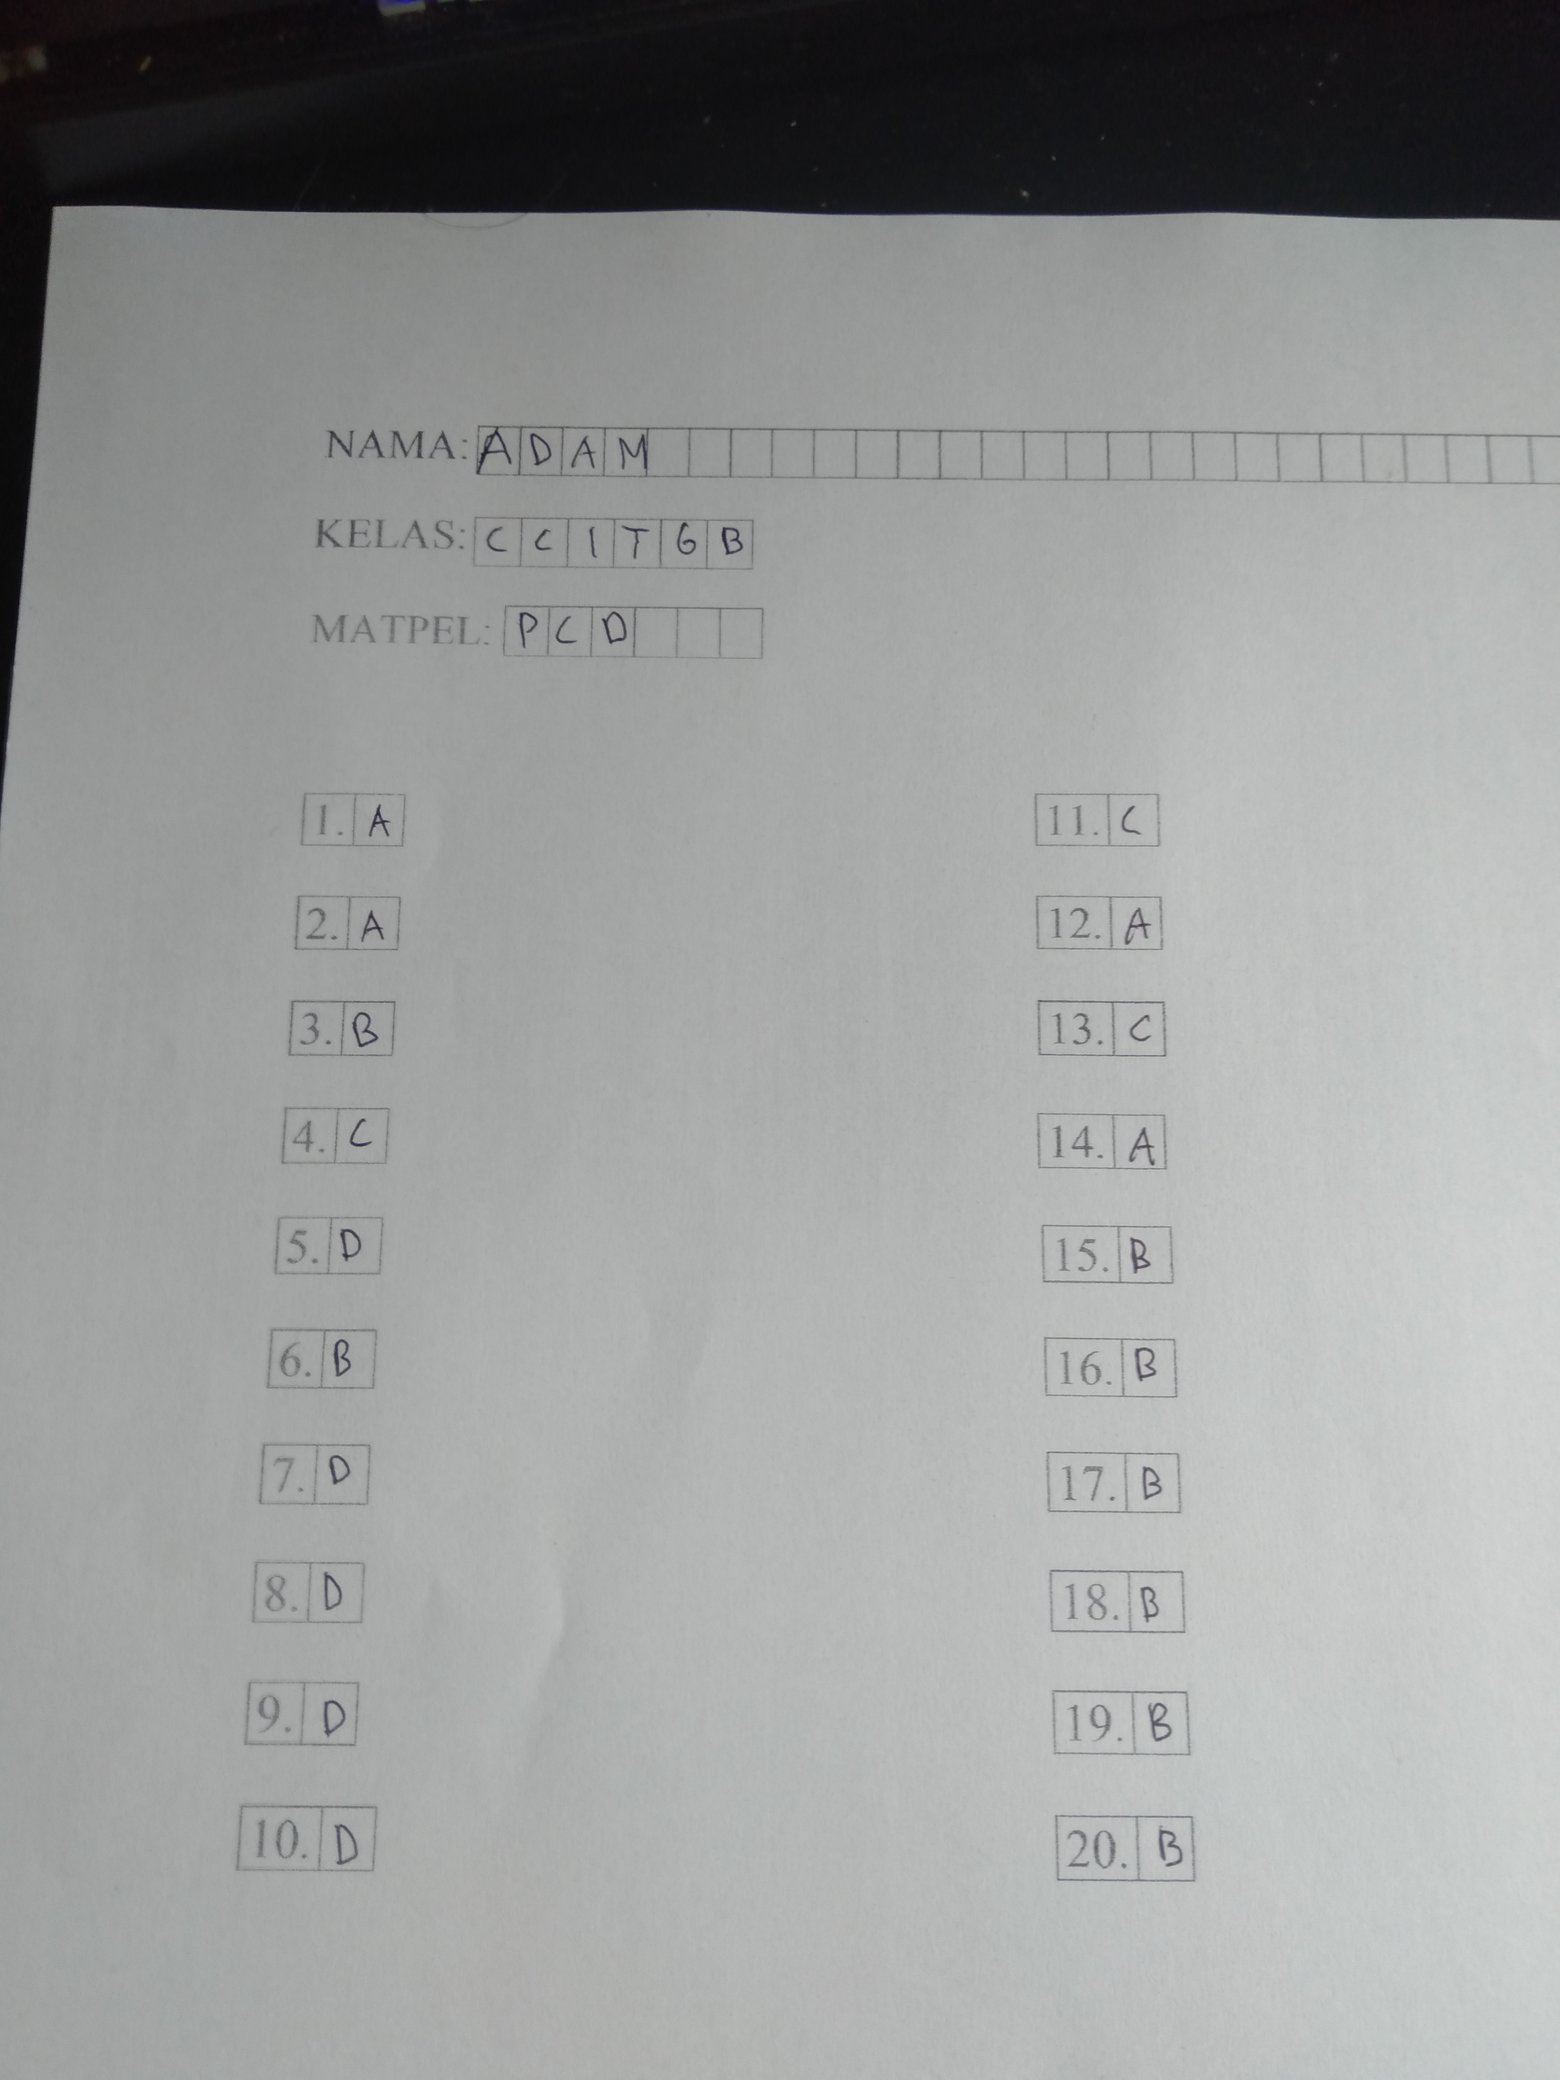 NAMA: ADAM
KELAS: CCIT6B
MATPEL: PCD
1. A
2. A
3. B
4. C
5. D
6. B
7. D
8. D
9. D
10. D
11. C
12. A
13. C
14. A
15. B
16. B
17. B
18. B
19. B
20. B